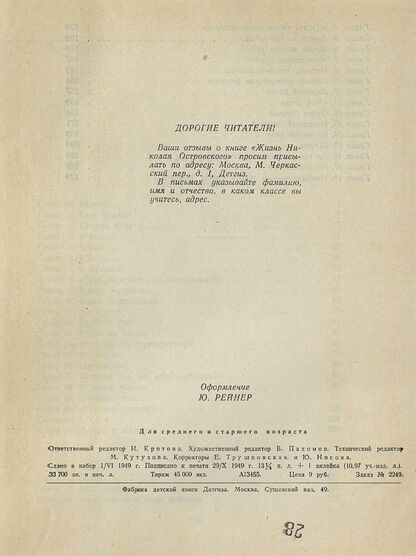 ДОРОГИЕ ЧИТАТЕЛИ!
Ваши отзывы о книге «Жизнь Ни-
колая Островского» просим присы-
лать по адресу: Москва, М. Черкас-
ский пер., д. 1, Детгиз.
В письмах указывайте фамилию,
имя и отчество, в каком классе вы
учитесь, адрес.
Оформление
Ю. РЕЙНЕР
Для среднего и старшего возраста
Ответственный редактор И. Кротова. Художественный редактор В. Пахомов. Технический редактор
М. Кутузова. Корректоры Е. Трушковская и Ю. Носова.
Сдано в набор 1/VI 1949 г. Подписано к печати 29/X 1949 г. 13¼ п. л. + 1 вклейка (10,97 уч.-изд. л.).
33 700 зн. в печ. л. Тираж 45 000 экз. А13455. Цена 9 руб. Заказ № 2249.
Фабрика детской книги Детгиза. Москва, Сущевский вал, 49.
28